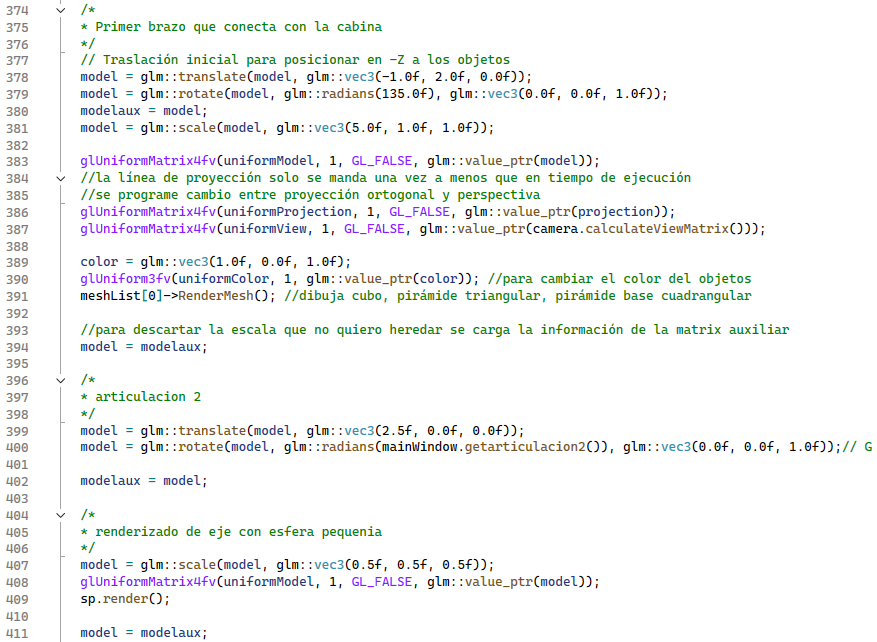 374 /*
375 * Primer brazo que conecta con la cabina
376 */
377 // Traslación inicial para posicionar en -Z a los objetos
378 model = glm::translate(model, glm::vec3(-1.0f, 2.0f, 0.0f));
379 model = glm::rotate(model, glm::radians(135.0f), glm::vec3(0.0f, 0.0f, 1.0f));
380 modelaux = model;
381 model = glm::scale(model, glm::vec3(5.0f, 1.0f, 1.0f));
382
383 glUniformMatrix4fv(uniformModel, 1, GL_FALSE, glm::value_ptr(model));
384 //la línea de proyección solo se manda una vez a menos que en tiempo de ejecución
385 //se programe cambio entre proyección ortogonal y perspectiva
386 glUniformMatrix4fv(uniformProjection, 1, GL_FALSE, glm::value_ptr(projection));
387 glUniformMatrix4fv(uniformView, 1, GL_FALSE, glm::value_ptr(camera.calculateViewMatrix()));
388
389 color = glm::vec3(1.0f, 0.0f, 1.0f);
390 glUniform3fv(uniformColor, 1, glm::value_ptr(color)); //para cambiar el color del objetos
391 meshList[0]->RenderMesh(); //dibuja cubo, pirámide triangular, pirámide base cuadrangular
392
393 //para descartar la escala que no quiero heredar se carga la información de la matrix auxiliar
394 model = modelaux;
395
396 /*
397 * articulacion 2
398 */
399 model = glm::translate(model, glm::vec3(2.5f, 0.0f, 0.0f));
400 model = glm::rotate(model, glm::radians(mainWindow.getarticulacion2()), glm::vec3(0.0f, 0.0f, 1.0f));// G
401
402 modelaux = model;
403
404 /*
405 * renderizado de eje con esfera pequenia
406 */
407 model = glm::scale(model, glm::vec3(0.5f, 0.5f, 0.5f));
408 glUniformMatrix4fv(uniformModel, 1, GL_FALSE, glm::value_ptr(model));
409 sp.render();
410
411 model = modelaux;